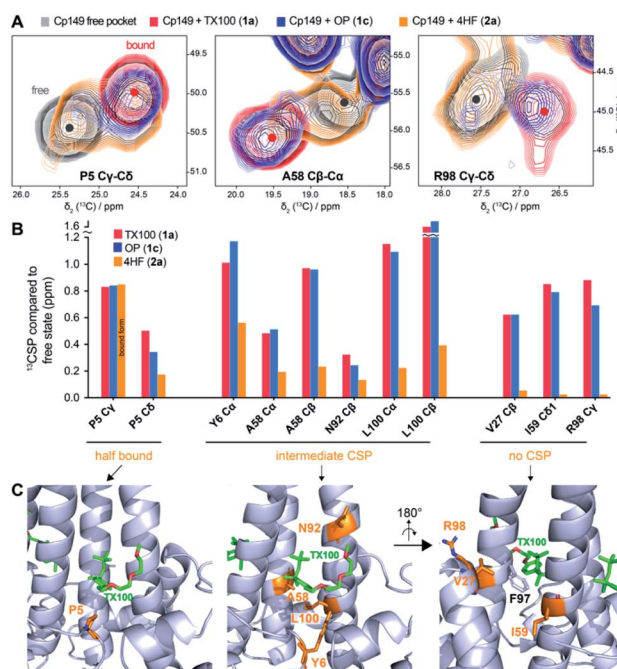 Cp149 free pocket Cp149 + TX100 (1a) Cp149 + OP (1c) Cp149 + 4HF (2a)
A
bound
free
P5 Cγ-Cδ
A58 Cβ-Cα
R98 Cγ-Cδ
49.0
50.0
51.0
55.0
55.5
56.0
56.5
44.5
45.0
45.5
26.0 25.5 25.0 24.5 24.0
20.0 19.5 19.0 18.5 18.0
28.0 27.5 27.0 26.5
δ2 (13C) / ppm
δ2 (13C) / ppm
δ2 (13C) / ppm
B
TX100 (1a)
OP (1c)
4HF (2a)
13CSP compared to
free state (ppm)
1.6
1.2
1.0
0.8
0.6
0.4
0.2
0.0
bound form
P5 Cγ
P5 Cδ
Y6 Cα
A58 Cα
A58 Cβ
N92 Cβ
L100 Cα
L100 Cβ
V27 Cβ
I59 Cδ1
R98 Cγ
half bound
intermediate CSP
no CSP
C
180°
TX100
P5
N92
TX100
A58
L100
Y6
R98
TX100
V27
F97
I59